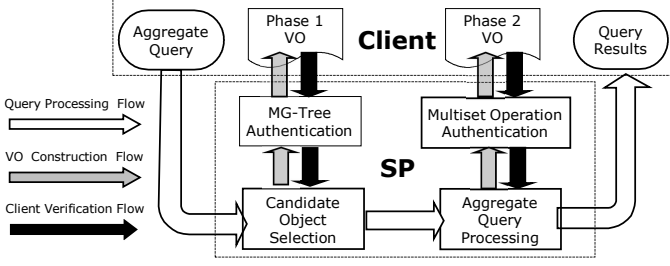 Aggregate
Query
Phase 1
VO
Client
Phase 2
VO
Query
Results
Query Processing Flow
VO Construction Flow
Client Verification Flow
MG-Tree
Authentication
Multiset Operation
Authentication
SP
Candidate
Object
Selection
Aggregate
Query
Processing